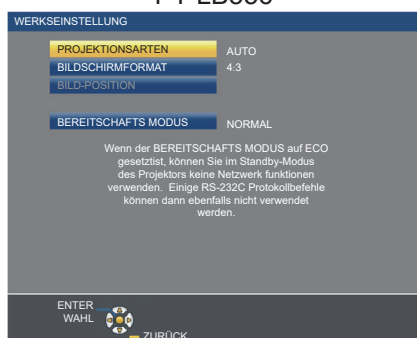 WERKSEINSTELLUNG
PROJEKTIONSARTEN AUTO
BILDSCHIRMFORMAT 4:3
BILD-POSITION
BEREITSCHAFTS MODUS NORMAL
Wenn der BEREITSCHAFTS MODUS auf ECO
gesetztist, können Sie im Standby-Modus
des Projektors keine Netzwerk funktionen
verwenden. Einige RS-232C Protokollbefehle
können dann ebenfalls nicht verwendet
werden.
ENTER
WAHL
ZURÜCK